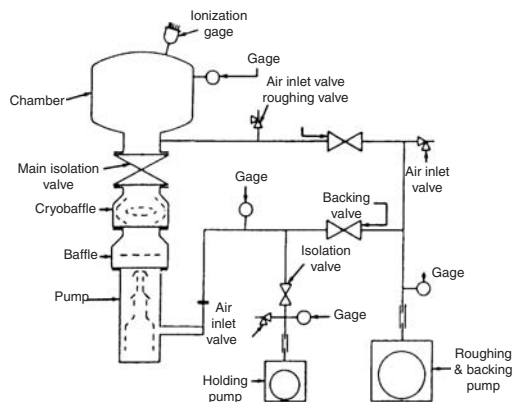 Ionization
gage
Gage
Chamber
Air inlet valve
roughing valve
Main isolation
valve
Air inlet
valve
Gage
Backing
valve
Cryobaffle
Baffle
Isolation
valve
Gage
Pump
Air
inlet
valve
Gage
Holding
pump
Roughing
& backing
pump